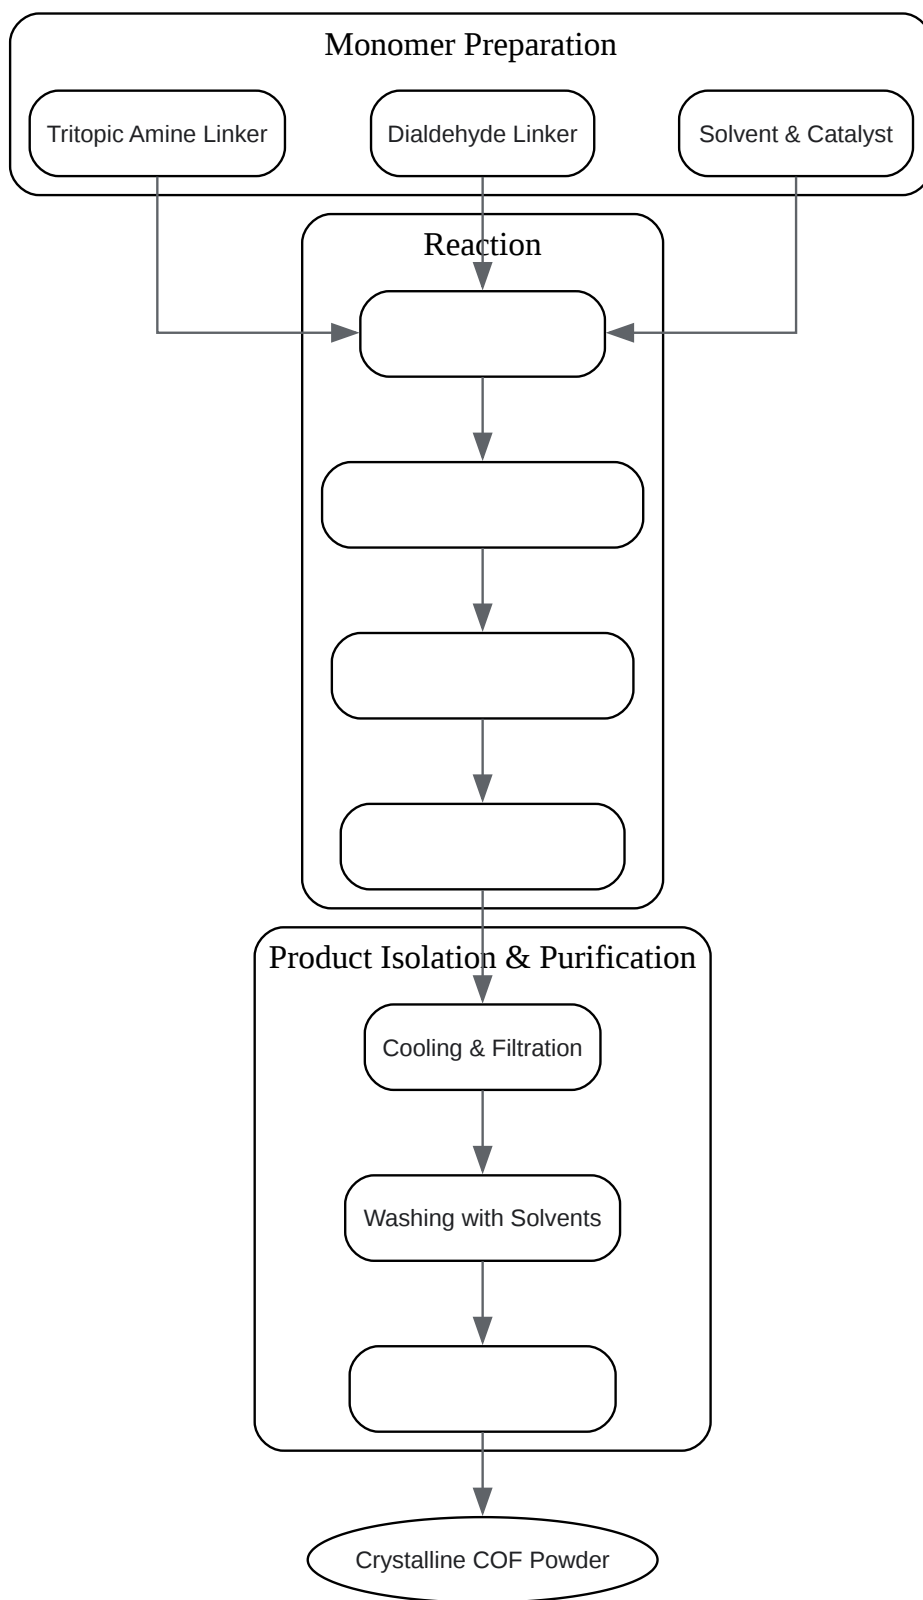 Monomer Preparation
Tritopic Amine Linker
Dialdehyde Linker
Solvent & Catalyst
Reaction
Product Isolation & Purification
Cooling & Filtration
Washing with Solvents
Crystalline COF Powder